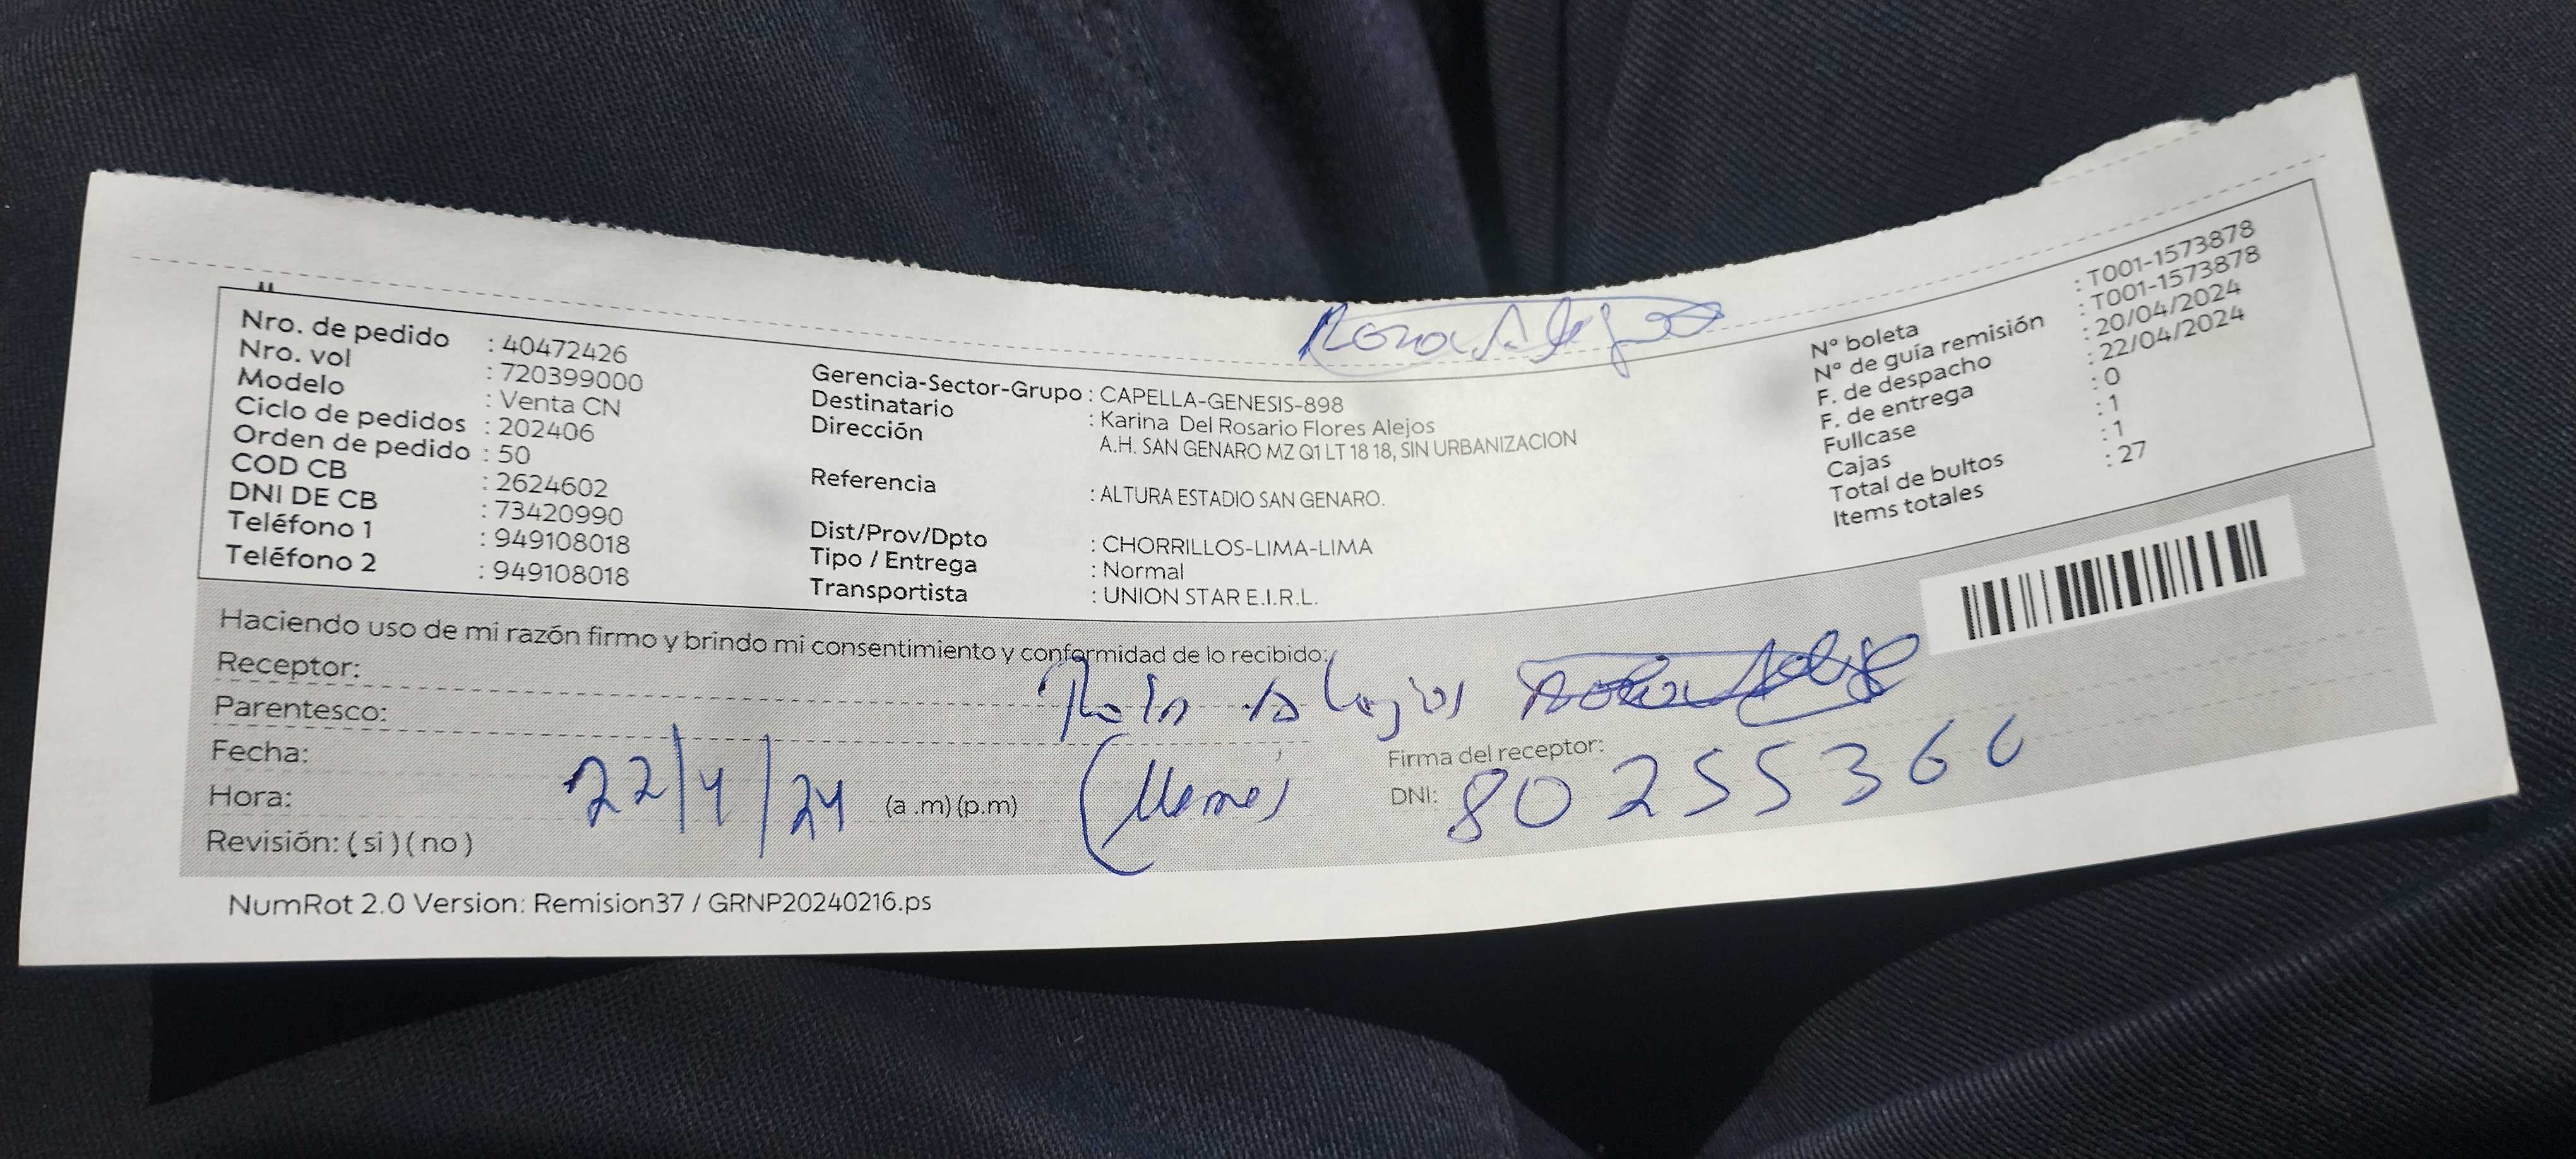 Rosa Alejos
Nro. de pedido : 40472426
Nro. vol : 720399000
Modelo : Venta CN
Ciclo de pedidos : 202406
Orden de pedido : 50
COD CB : 2624602
DNI DE CB : 73420990
Teléfono 1 : 949108018
Teléfono 2 : 949108018
Gerencia-Sector-Grupo : CAPELLA-GENESIS-898
Destinatario : Karina Del Rosario Flores Alejos
Dirección A.H. SAN GENARO MZ Q1 LT 18 18, SIN URBANIZACION
Referencia : ALTURA ESTADIO SAN GENARO.
Dist/Prov/Dpto : CHORRILLOS-LIMA-LIMA
Tipo / Entrega : Normal
Transportista : UNION STAR E.I.R.L.
N° boleta : T001-1573878
N° de guía remisión : T001-1573878
F. de despacho : 20/04/2024
F. de entrega : 22/04/2024
Fullcase : 0
Cajas : 1
Total de bultos : 1
Items totales : 27
Haciendo uso de mi razón firmo y brindo mi consentimiento y conformidad de lo recibido:
Receptor:
Parentesco:
Fecha: 22/4/24
Firma del receptor:
Hora: (a .m) (p.m)
DNI: 80255366
Revisión: ( si ) ( no )
NumRot 2.0 Version: Remision37 / GRNP20240216.ps